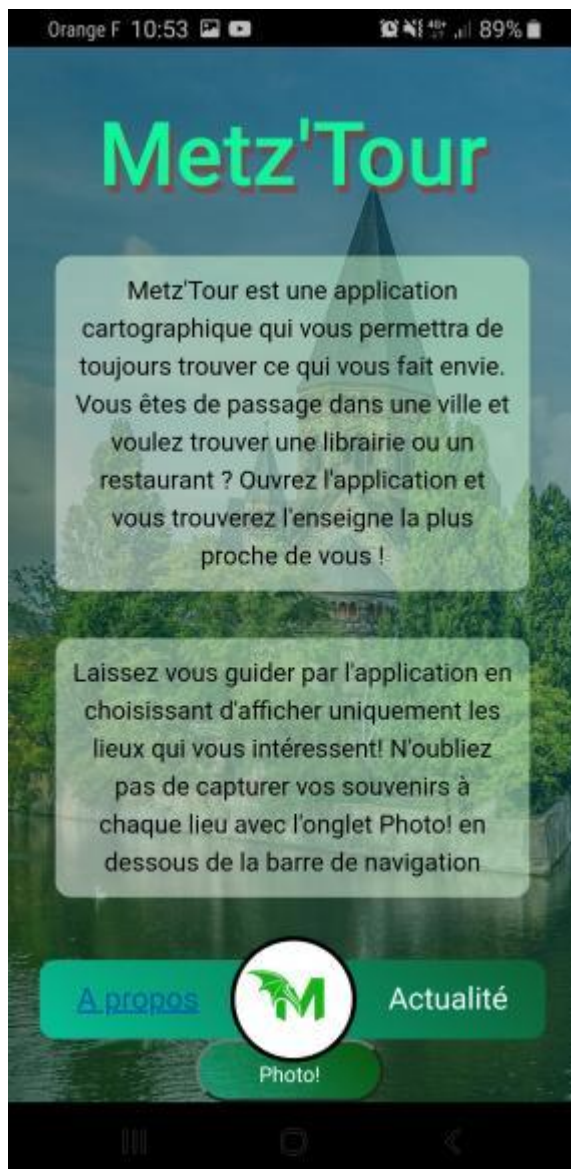 Orange F 10:53 89%
Metz'Tour
Metz'Tour est une application
cartographique qui vous permettra de
toujours trouver ce qui vous fait envie.
Vous êtes de passage dans une ville et
voulez trouver une librairie ou un
restaurant ? Ouvrez l'application et
vous trouverez l'enseigne la plus
proche de vous !
Laissez vous guider par l'application en
choisissant d'afficher uniquement les
lieux qui vous intéressent! N'oubliez
pas de capturer vos souvenirs à
chaque lieu avec l'onglet Photo! en
dessous de la barre de navigation
A propos M Actualité
Photo!